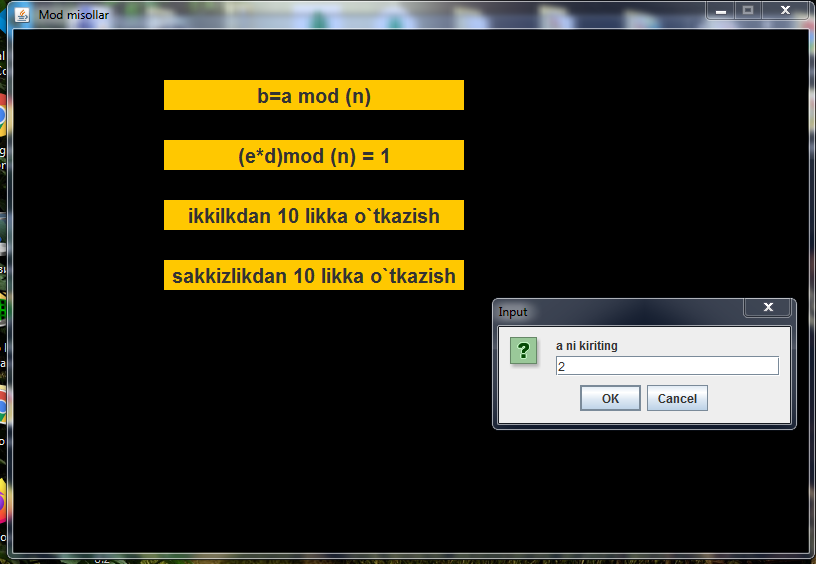 Mod misollar
b=a mod (n)
(e*d)mod (n) = 1
ikkilkdan 10 likka o`tkazish
sakkizlikdan 10 likka o`tkazish
Input
?
a ni kiriting
2
OK
Cancel